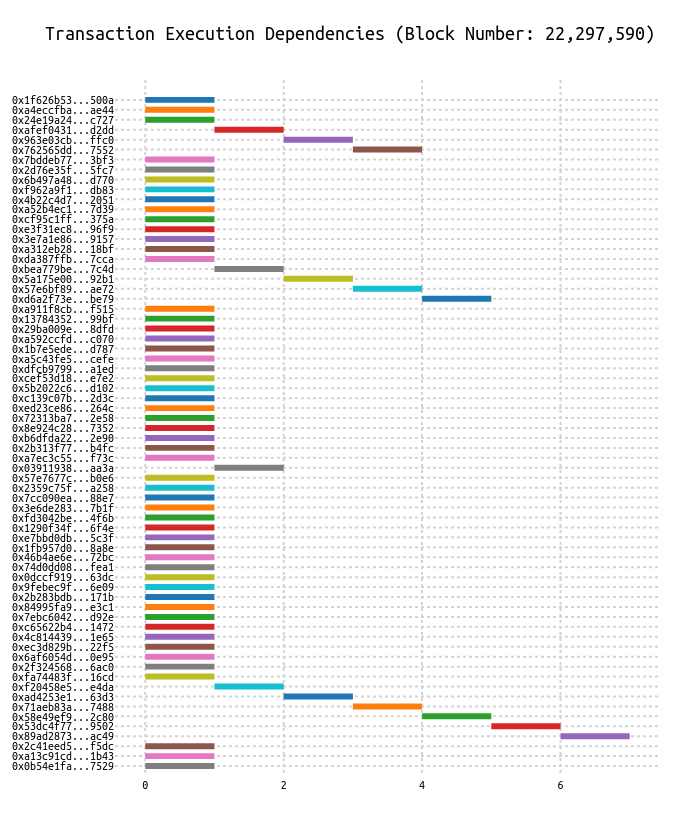 Transaction Execution Dependencies (Block Number: 22,297,590)
0x1f626b53...500a
0xa4eccfba...ae44
0x24e19a24...c727
0xafef0431...d2dd
0x963e03cb...ffc0
0x762565dd...7552
0x7bddeb77...3bf3
0x2d76e35f...5fc7
0x6b497a48...d770
0xf962a9f1...db83
0x4b22c4d7...2051
0xa52b4ec1...7d39
0xcf95c1ff...375a
0xe3f31ec8...96f9
0x3e7a1e86...9157
0xa312eb28...18bf
0xda387ffb...7cca
0xbea779be...7c4d
0x5a175e00...92b1
0x57e6bf89...ae72
0xd6a2f73e...be79
0xa911f8cb...f515
0x13784352...99bf
0x29ba009e...8dfd
0xa592ccfd...c070
0x1b7e5ede...d787
0xa5c43fe5...cefe
0xdfcb9799...a1ed
0xcef53d18...e7e2
0x5b2022c6...d102
0xc139c07b...2d3c
0xed23ce86...264c
0x72313ba7...2e58
0x8e924c28...7352
0xb6dfda22...2e90
0x2b313f77...b4fc
0xa7ec3c55...f73c
0x03911938...aa3a
0x57e7677c...b0e6
0x2359c75f...a258
0x7cc090ea...88e7
0x3e6de283...7b1f
0xfd3042be...4f6b
0x1290f34f...6f4e
0xe7bbd0db...5c3f
0x1fb957d0...8a8e
0x46b4ae6e...72bc
0x74d0dd08...fea1
0x0dccf919...63dc
0x9febec9f...6e09
0x2b283bdb...171b
0x84995fa9...e3c1
0x7ebc6042...d92e
0xc65622b4...1472
0x4c814439...1e65
0xec3d829b...22f5
0x6af6054d...0e95
0x2f324568...6ac0
0xfa74483f...16cd
0xf20458e5...e4da
0xad4253e1...63d3
0x71aeb83a...7488
0x58e49ef9...2c80
0x53dc4f77...9502
0x89ad2873...ac49
0x2c41eed5...f5dc
0xa13c91cd...1b43
0x0b54e1fa...7529
0 2 4 6